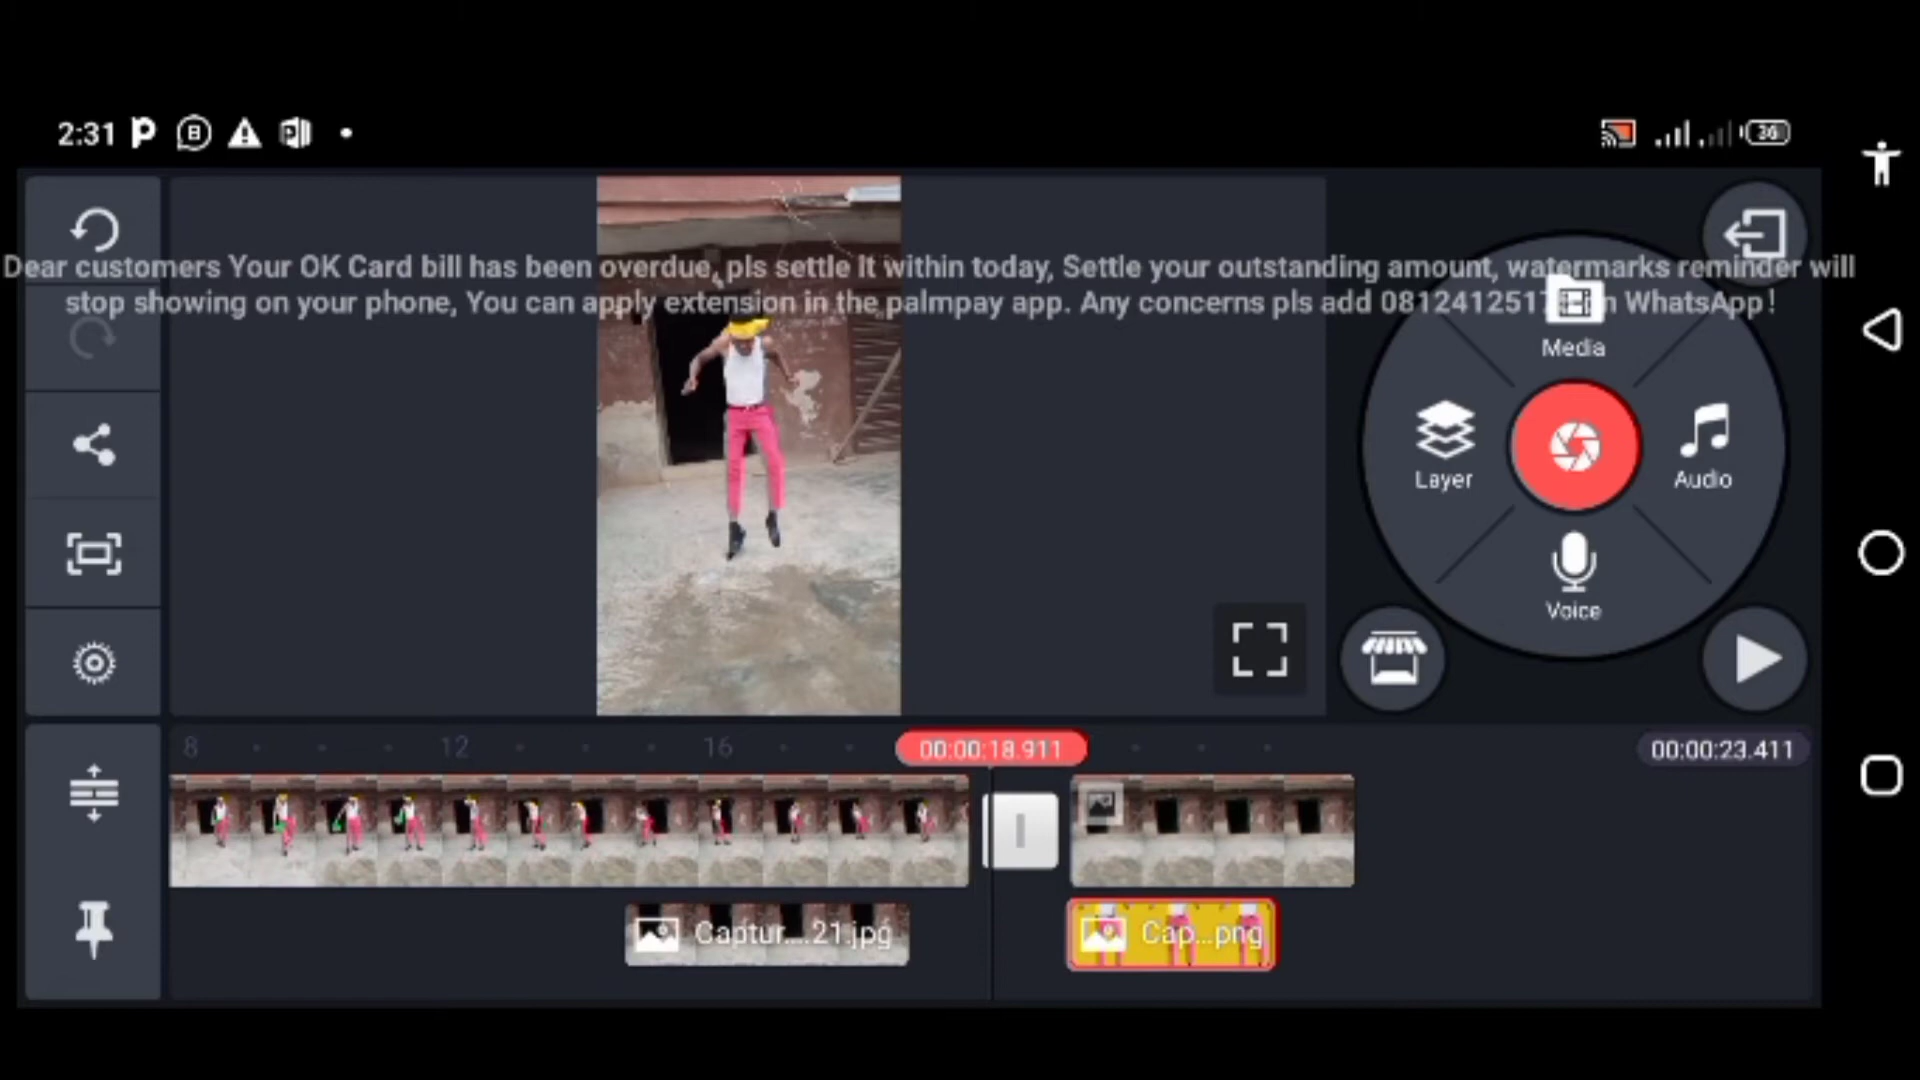 2:31
36
Dear customers Your OK Card bill has been overdue, pls settle It within today, Settle your outstanding amount, watermarks reminder will
stop showing on your phone, You can apply extension in the palmpay app. Any concerns pls add WhatsApp!
Media
Layer
Audio
Voice
8
12
16
00:00:18.911
00:00:23.411
Captur....21.jpg
Cap...png